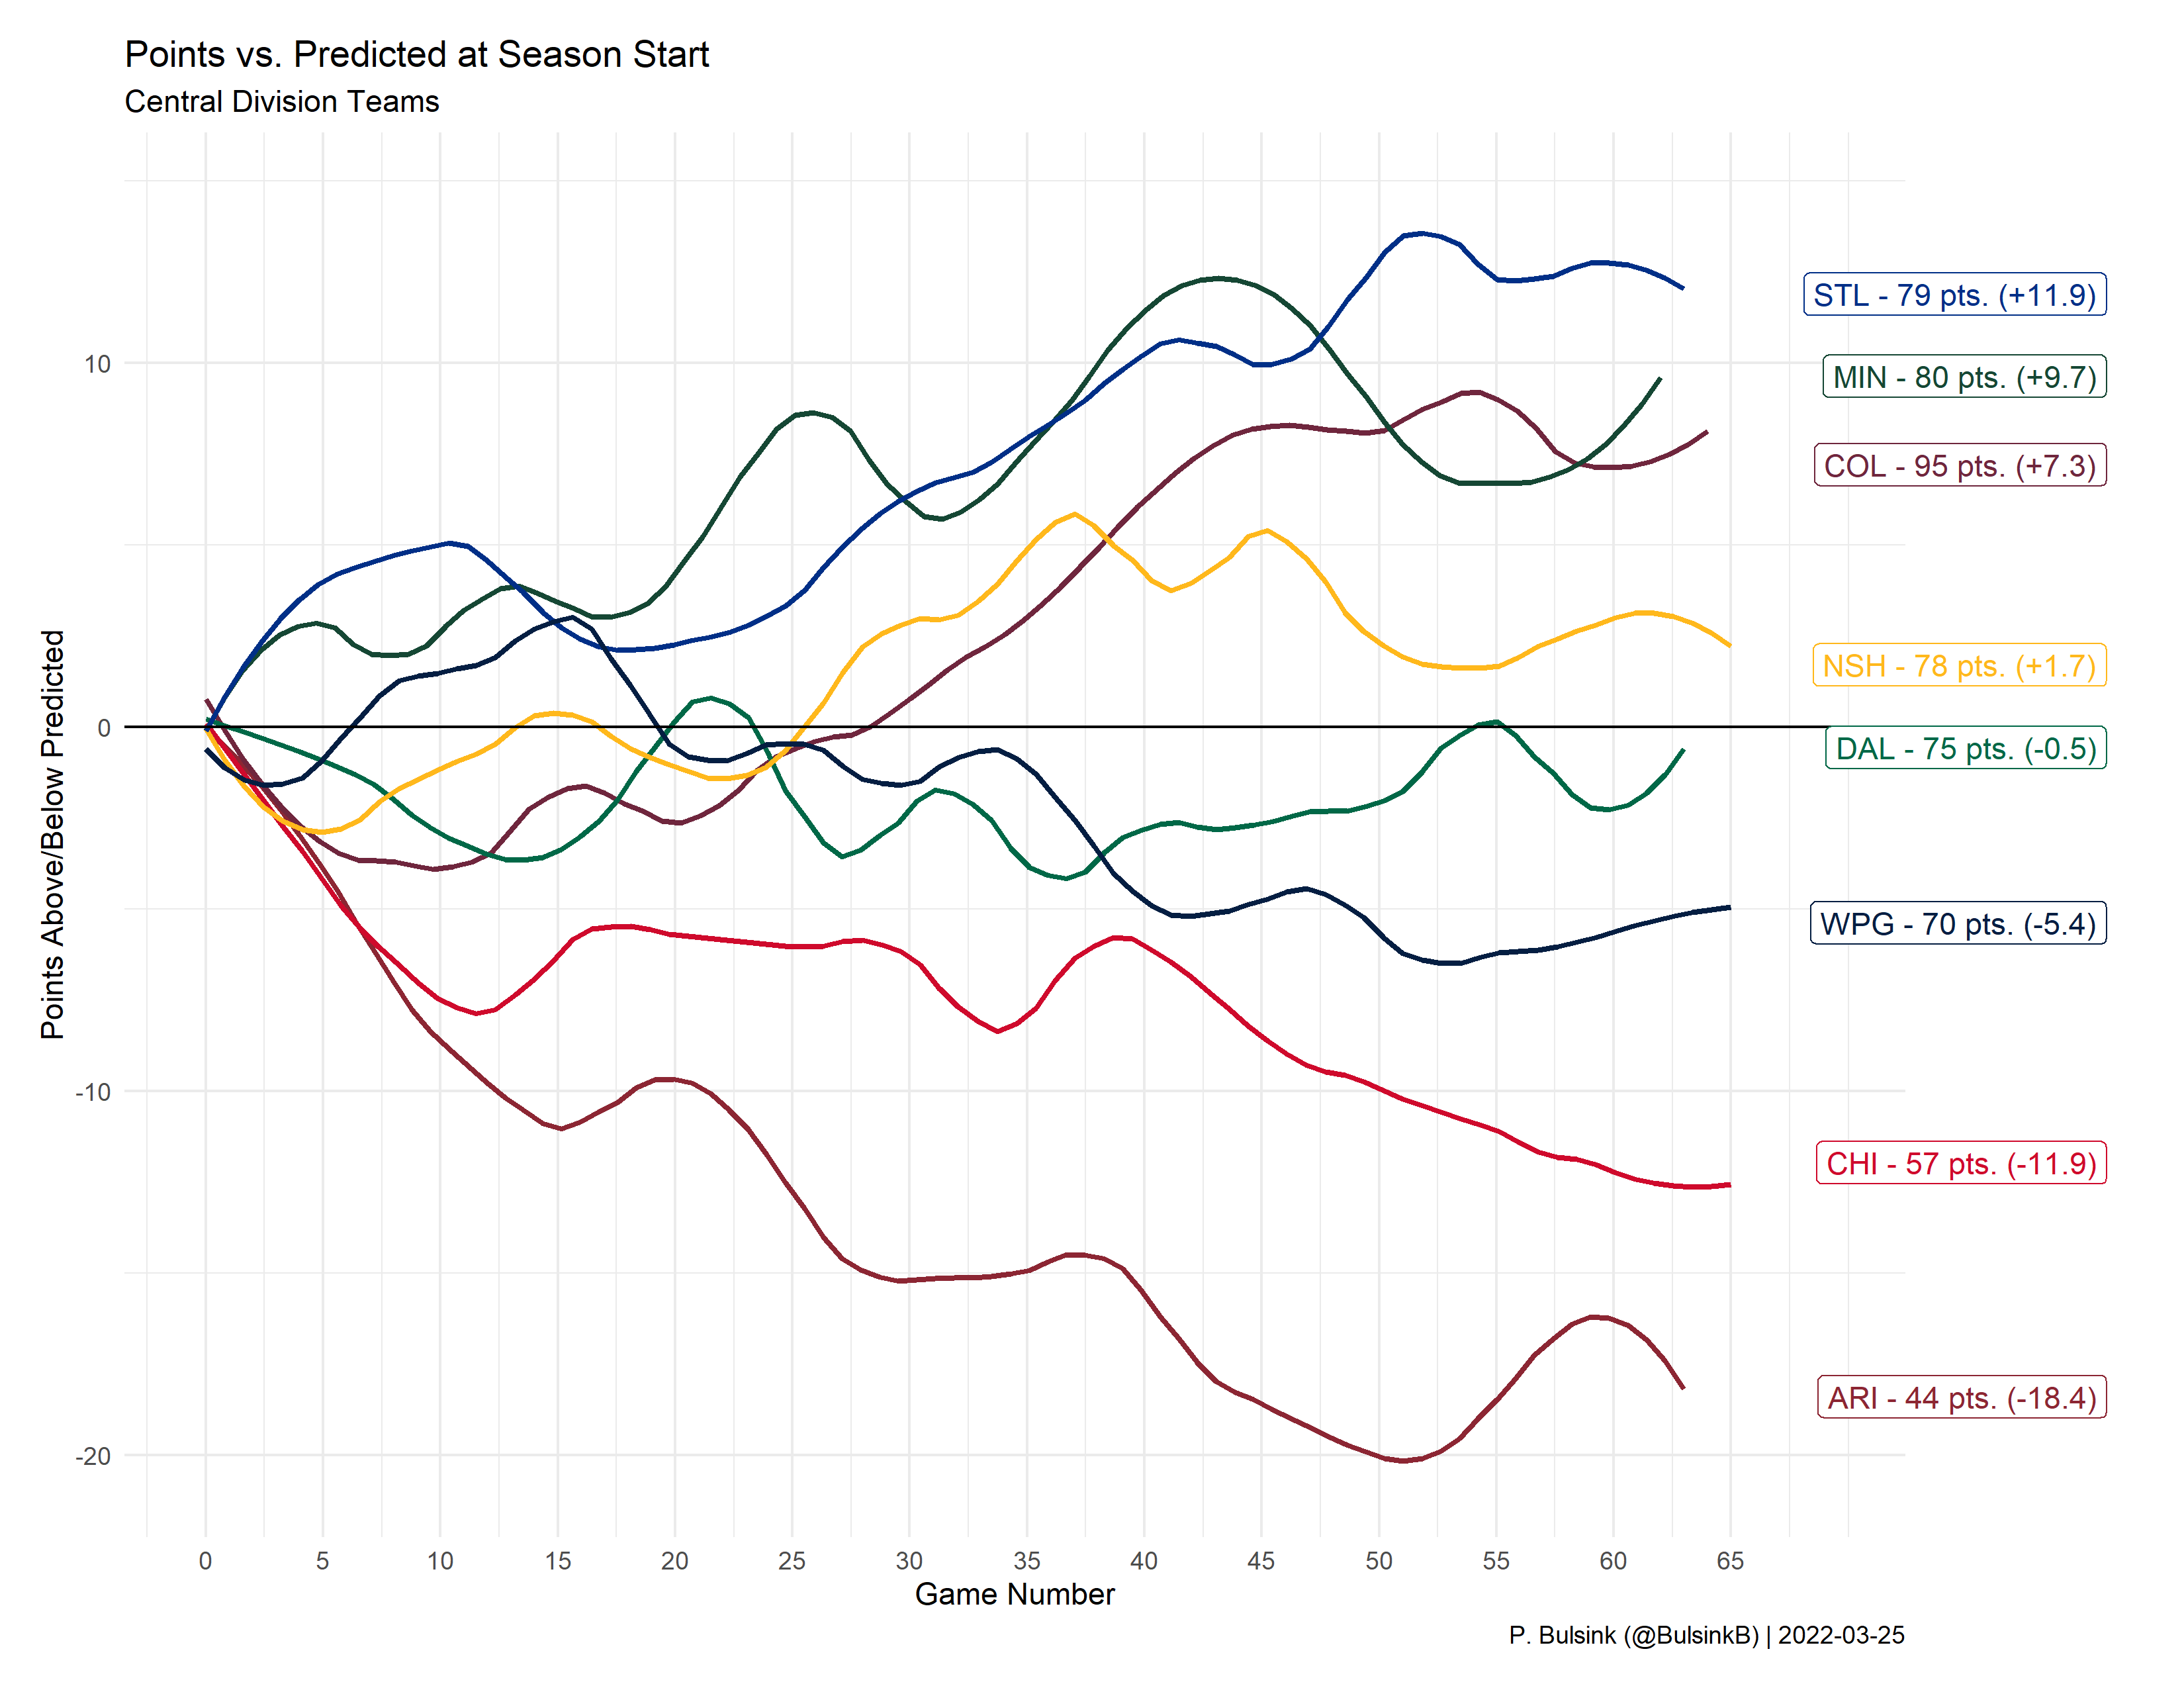 Points vs. Predicted at Season Start
Central Division Teams
Points Above/Below Predicted
10
0
-10
-20
STL - 79 pts. (+11.9)
MIN - 80 pts. (+9.7)
COL - 95 pts. (+7.3)
NSH - 78 pts. (+1.7)
DAL - 75 pts. (-0.5)
WPG - 70 pts. (-5.4)
CHI - 57 pts. (-11.9)
ARI - 44 pts. (-18.4)
0 5 10 15 20 25 30 35 40 45 50 55 60 65
Game Number
P. Bulsink (@BulsinkB) | 2022-03-25